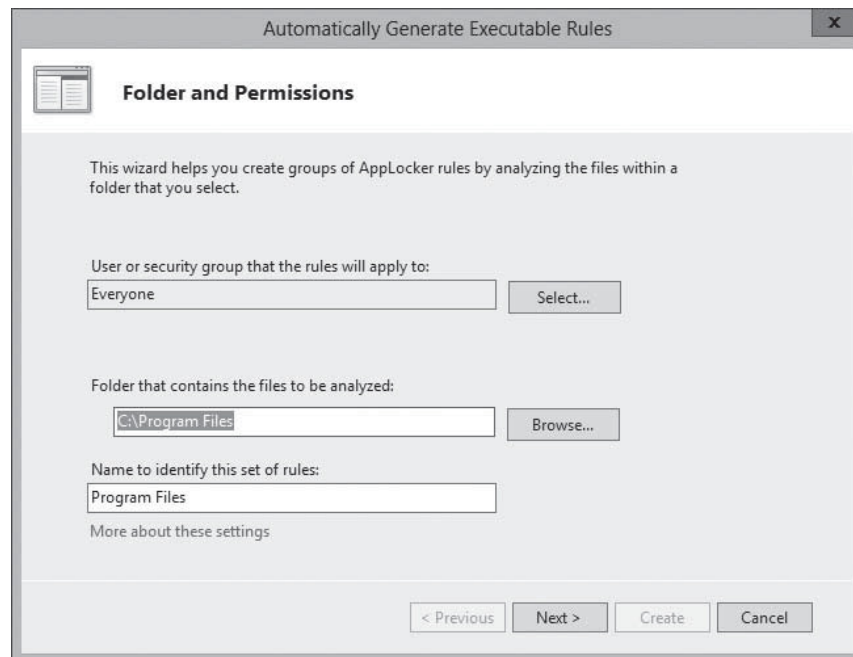 Automatically Generate Executable Rules
x
Folder and Permissions
This wizard helps you create groups of AppLocker rules by analyzing the files within a
folder that you select.
User or security group that the rules will apply to:
Everyone
Select...
Folder that contains the files to be analyzed:
C:\Program Files
Browse...
Name to identify this set of rules:
Program Files
More about these settings
< Previous
Next >
Create
Cancel